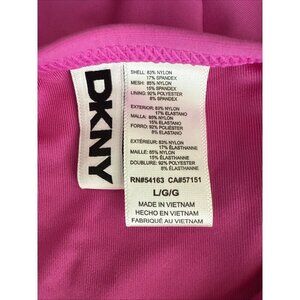 DKNY
SHELL: 83% NYLON
17% SPANDEX
MESH: 85% NYLON
15% SPANDEX
LINING: 92% POLYESTER
8% SPANDEX
EXTERIOR: 83% NYLON
17% ELASTANO
MALLA: 85% NYLON
15% ELASTANO
FORRO: 92% POLIÉSTER
8% ELASTANO
EXTÉRIEUR: 83% NYLON
17% ÉLASTHANNE
MAILLE: 85% NYLON
15% ÉLASTHANNE
DOUBLURE: 92% POLYESTER
8% ÉLASTHANNE
RN#54163 CA#57151
L/G/G
MADE IN VIETNAM
HECHO EN VIETNAM
FABRIQUÉ AU VIETNAM